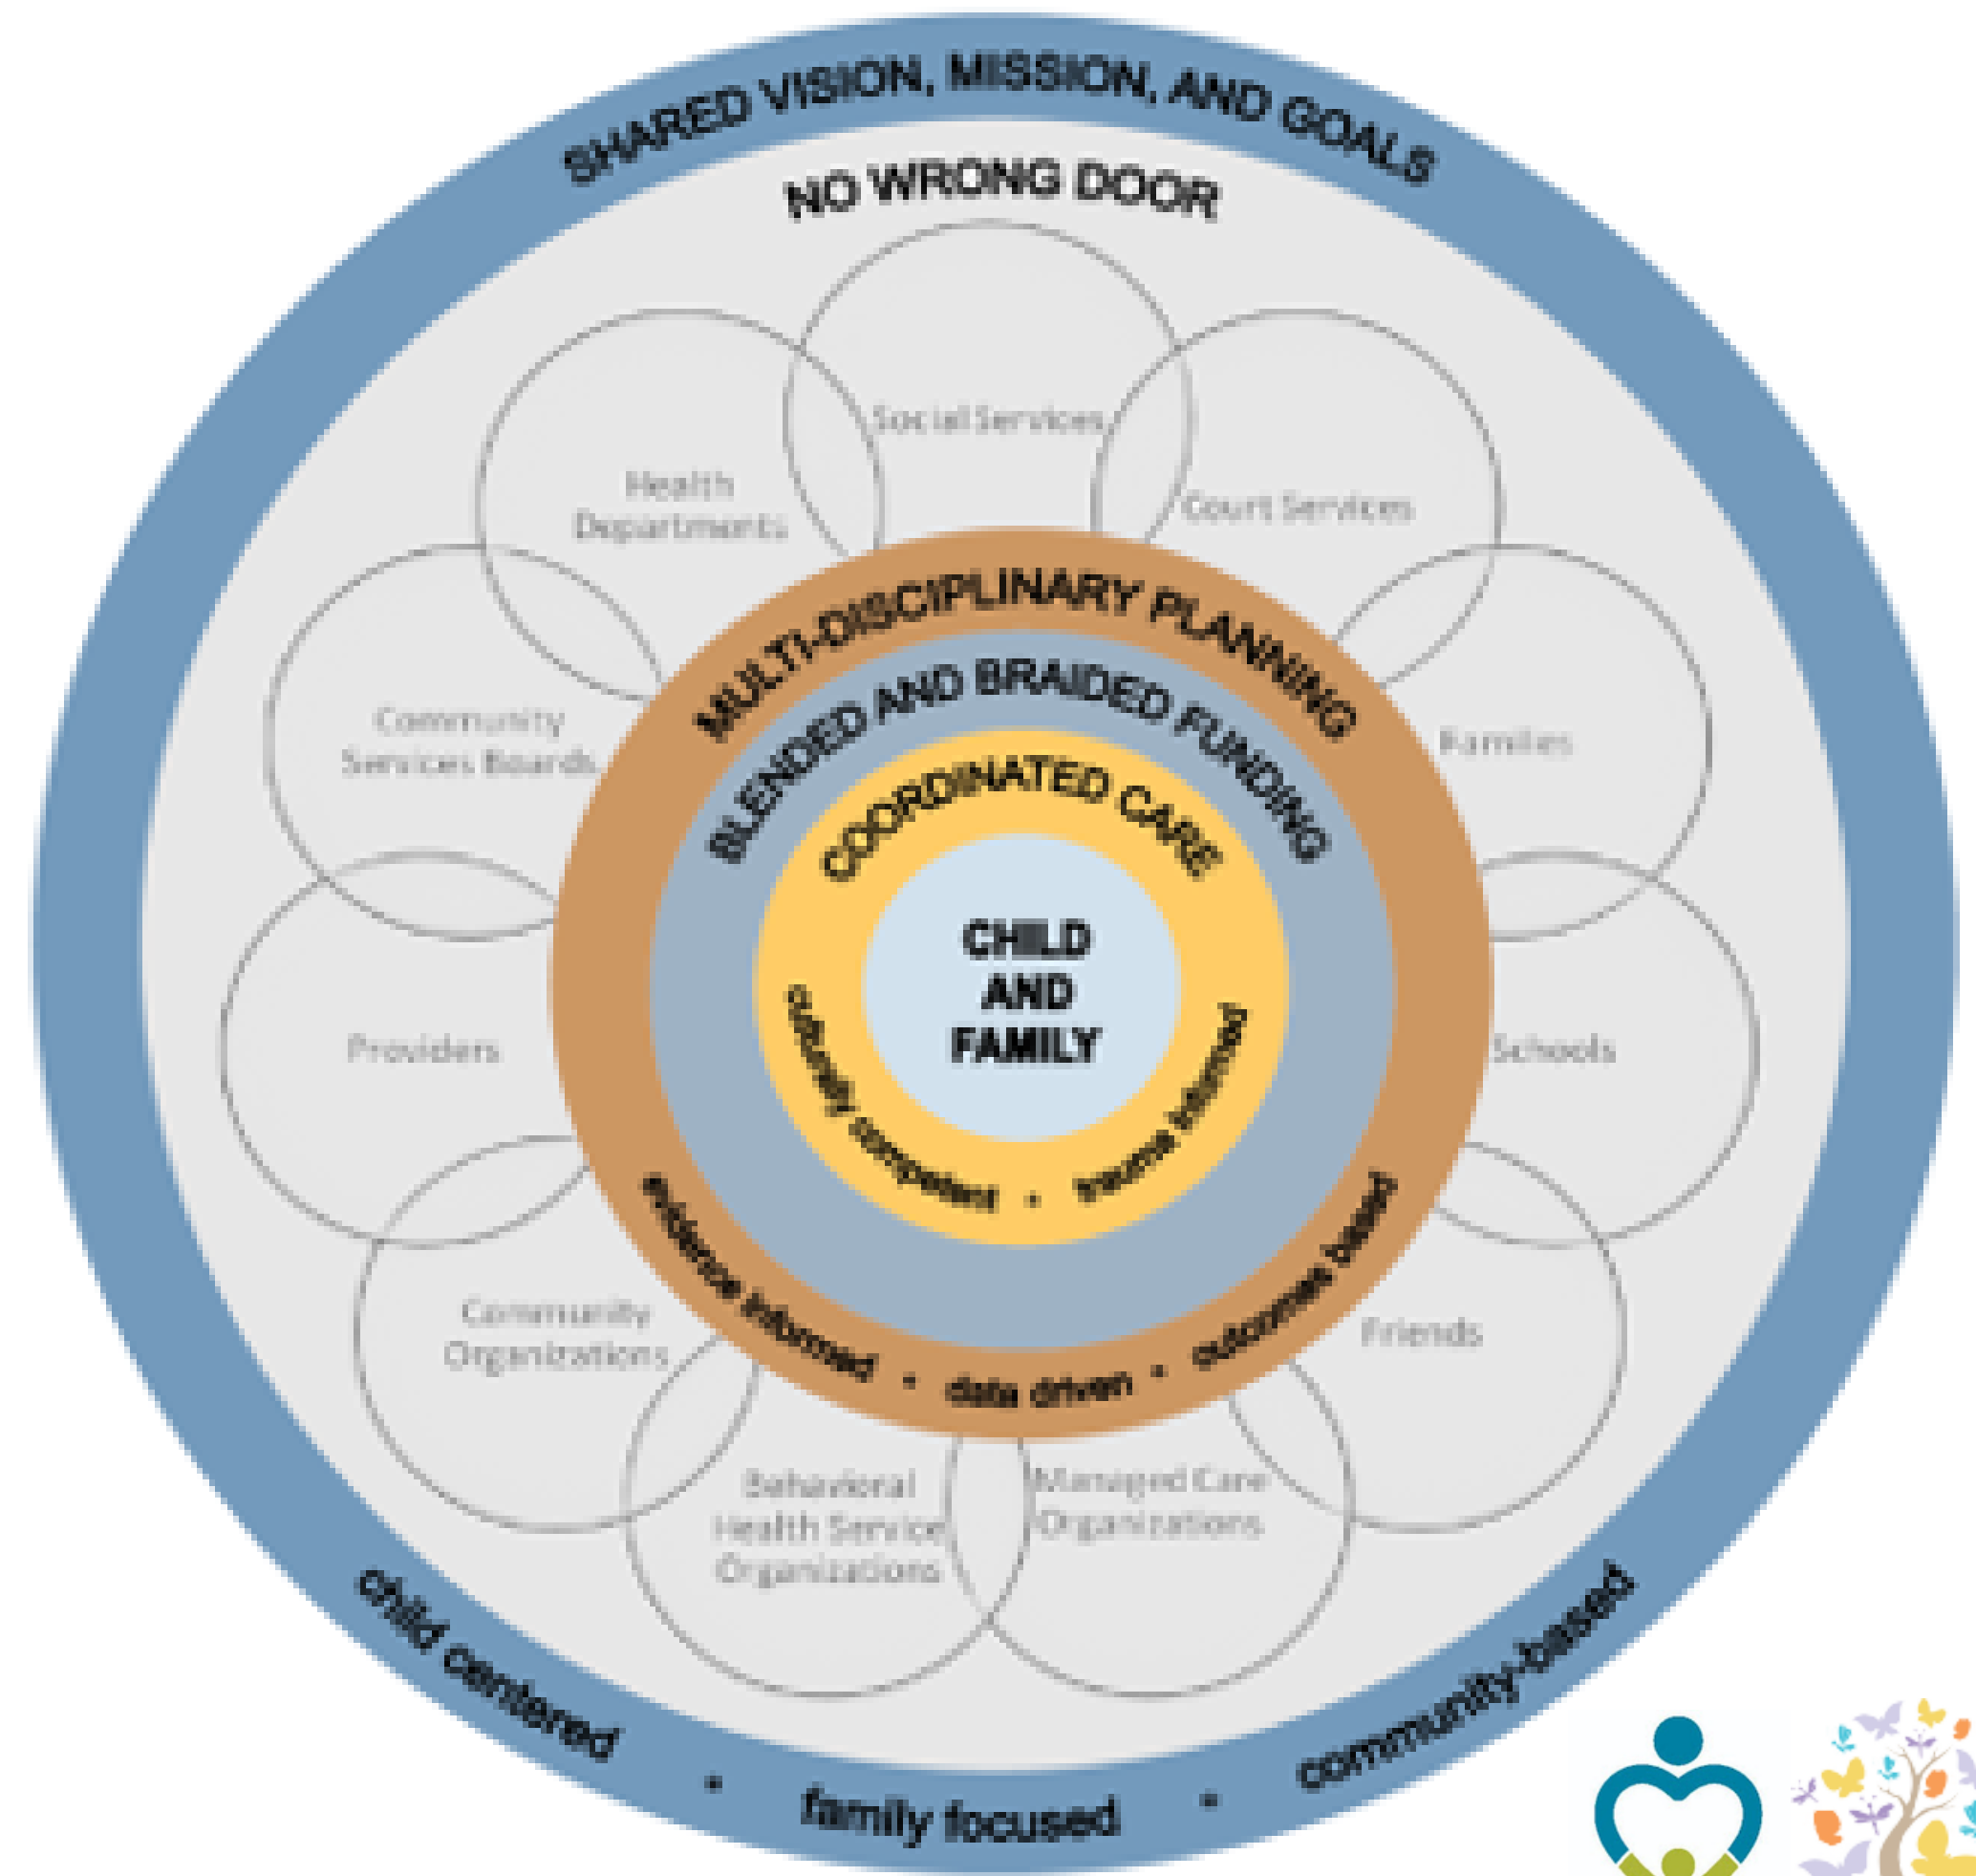 SHARED VISION, MISSION, AND GOALS
NO WRONG DOOR
Social Services
Health
Departments
Court Services
MULTI-DISCIPLINARY PLANNING
BLENDED AND BRAIDED FUNDING
Community
Services Boards
Families
COORDINATED CARE
CHILD
AND
FAMILY
culturally competent • trauma informed
Providers
Schools
evidence informed • data driven • outcomes based
Community
Organizations
Friends
Behavioral
Health Service
Organizations
Managed Care
Organizations
child centered • family focused • community-based